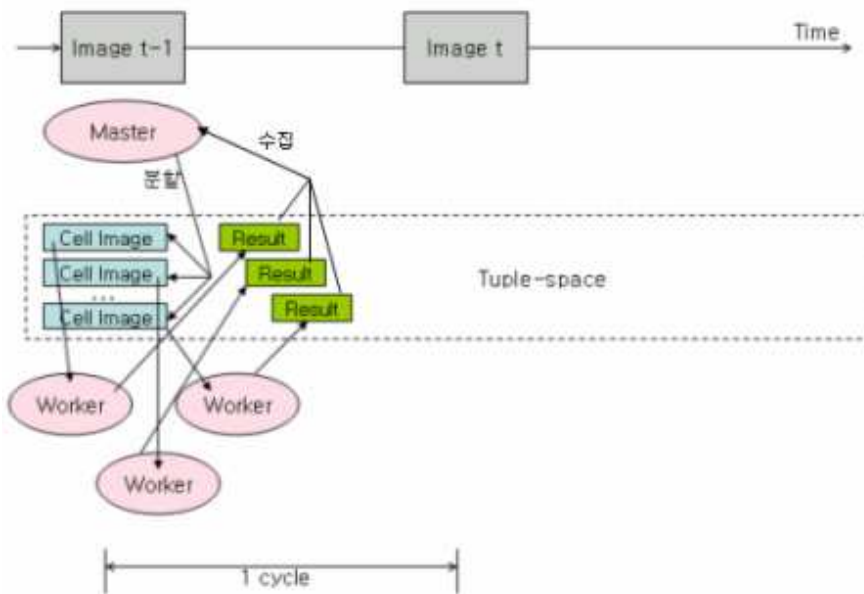 Time
Image t-1
Image t
Master
수집
분할
Cell Image
Result
Cell Image
Result
Tuple-space
...
Cell Image
Result
Worker
Worker
Worker
1 cycle